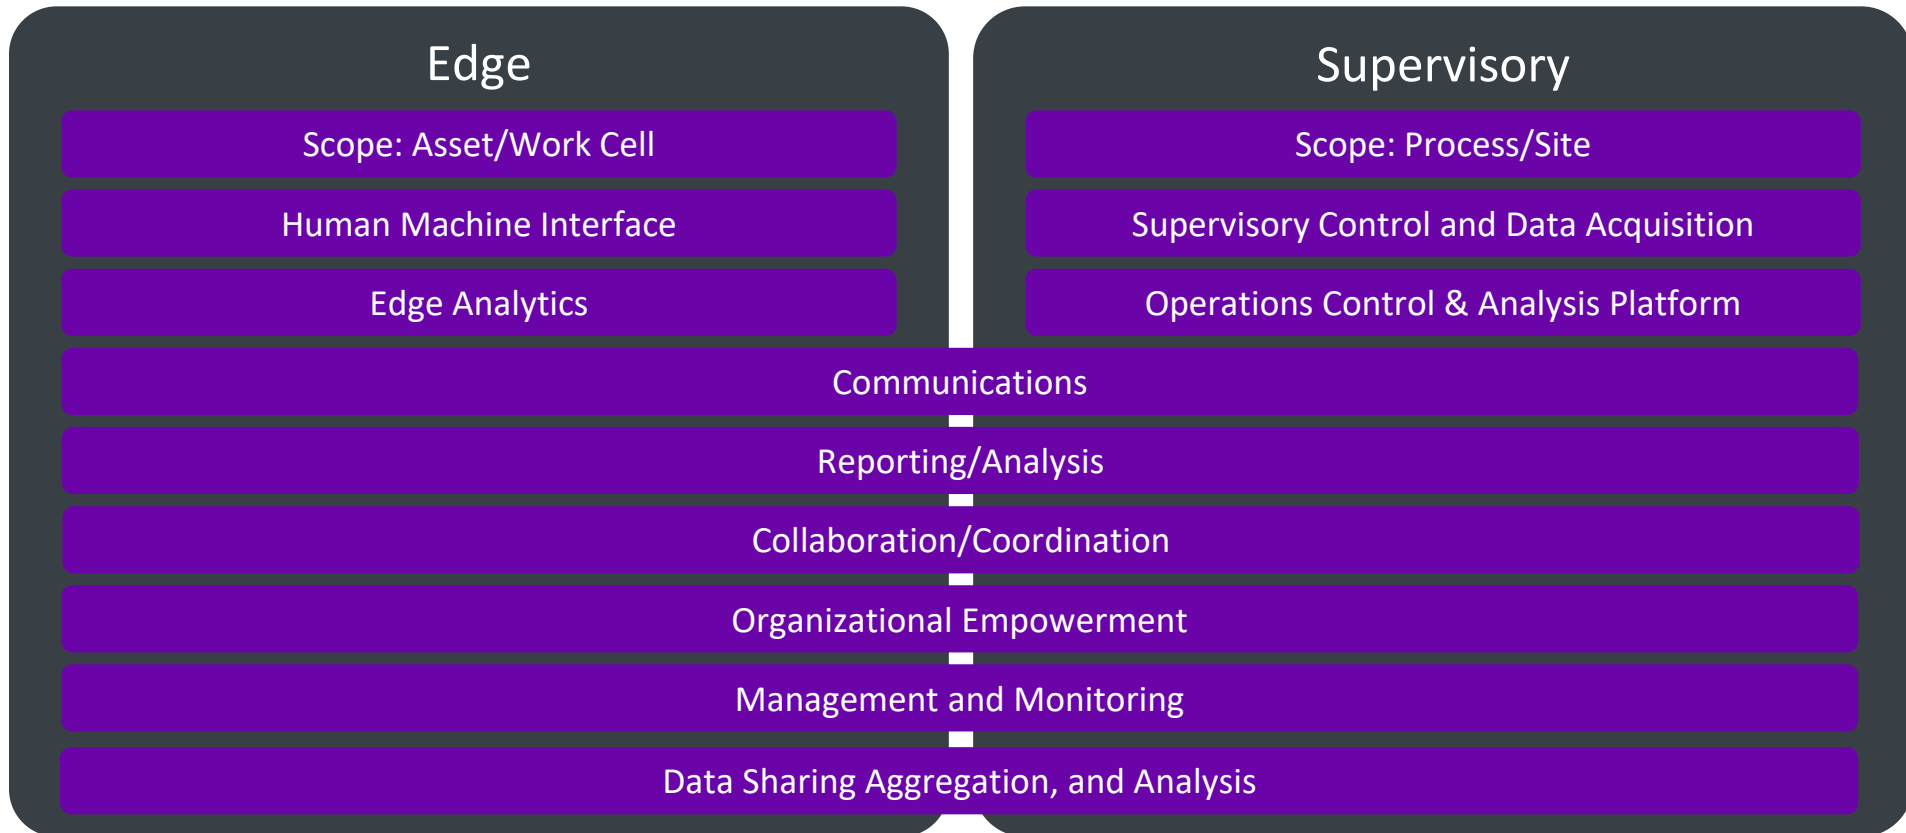 Edge
Scope: Asset/Work Cell
Human Machine Interface
Edge Analytics
Supervisory
Scope: Process/Site
Supervisory Control and Data Acquisition
Operations Control & Analysis Platform
Communications
Reporting/Analysis
Collaboration/Coordination
Organizational Empowerment
Management and Monitoring
Data Sharing Aggregation, and Analysis